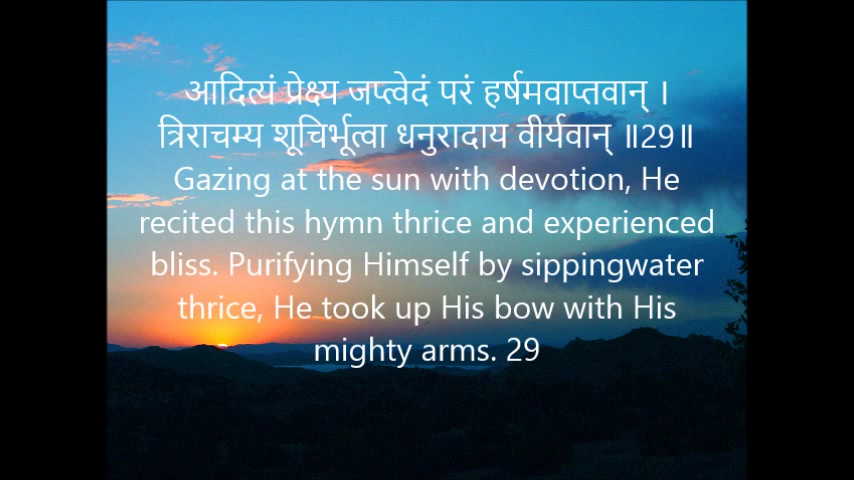 आदित्यं प्रेक्ष्य जप्त्वेदं परं हर्षमवाप्तवान् ।
त्रिराचम्य शूचिर्भूत्वा धनुरादाय वीर्यवान् ॥29॥
Gazing at the sun with devotion, He
recited this hymn thrice and experienced
bliss. Purifying Himself by sippingwater
thrice, He took up His bow with His
mighty arms. 29